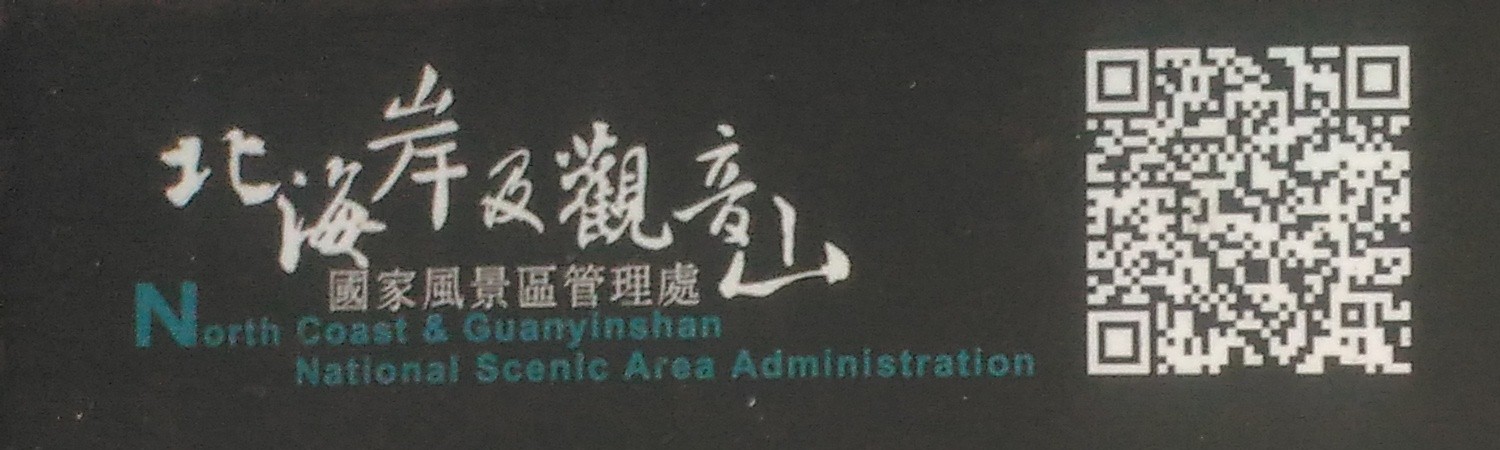 北海岸及觀音山
國家風景區管理處
North Coast & Guanyinshan
National Scenic Area Administration